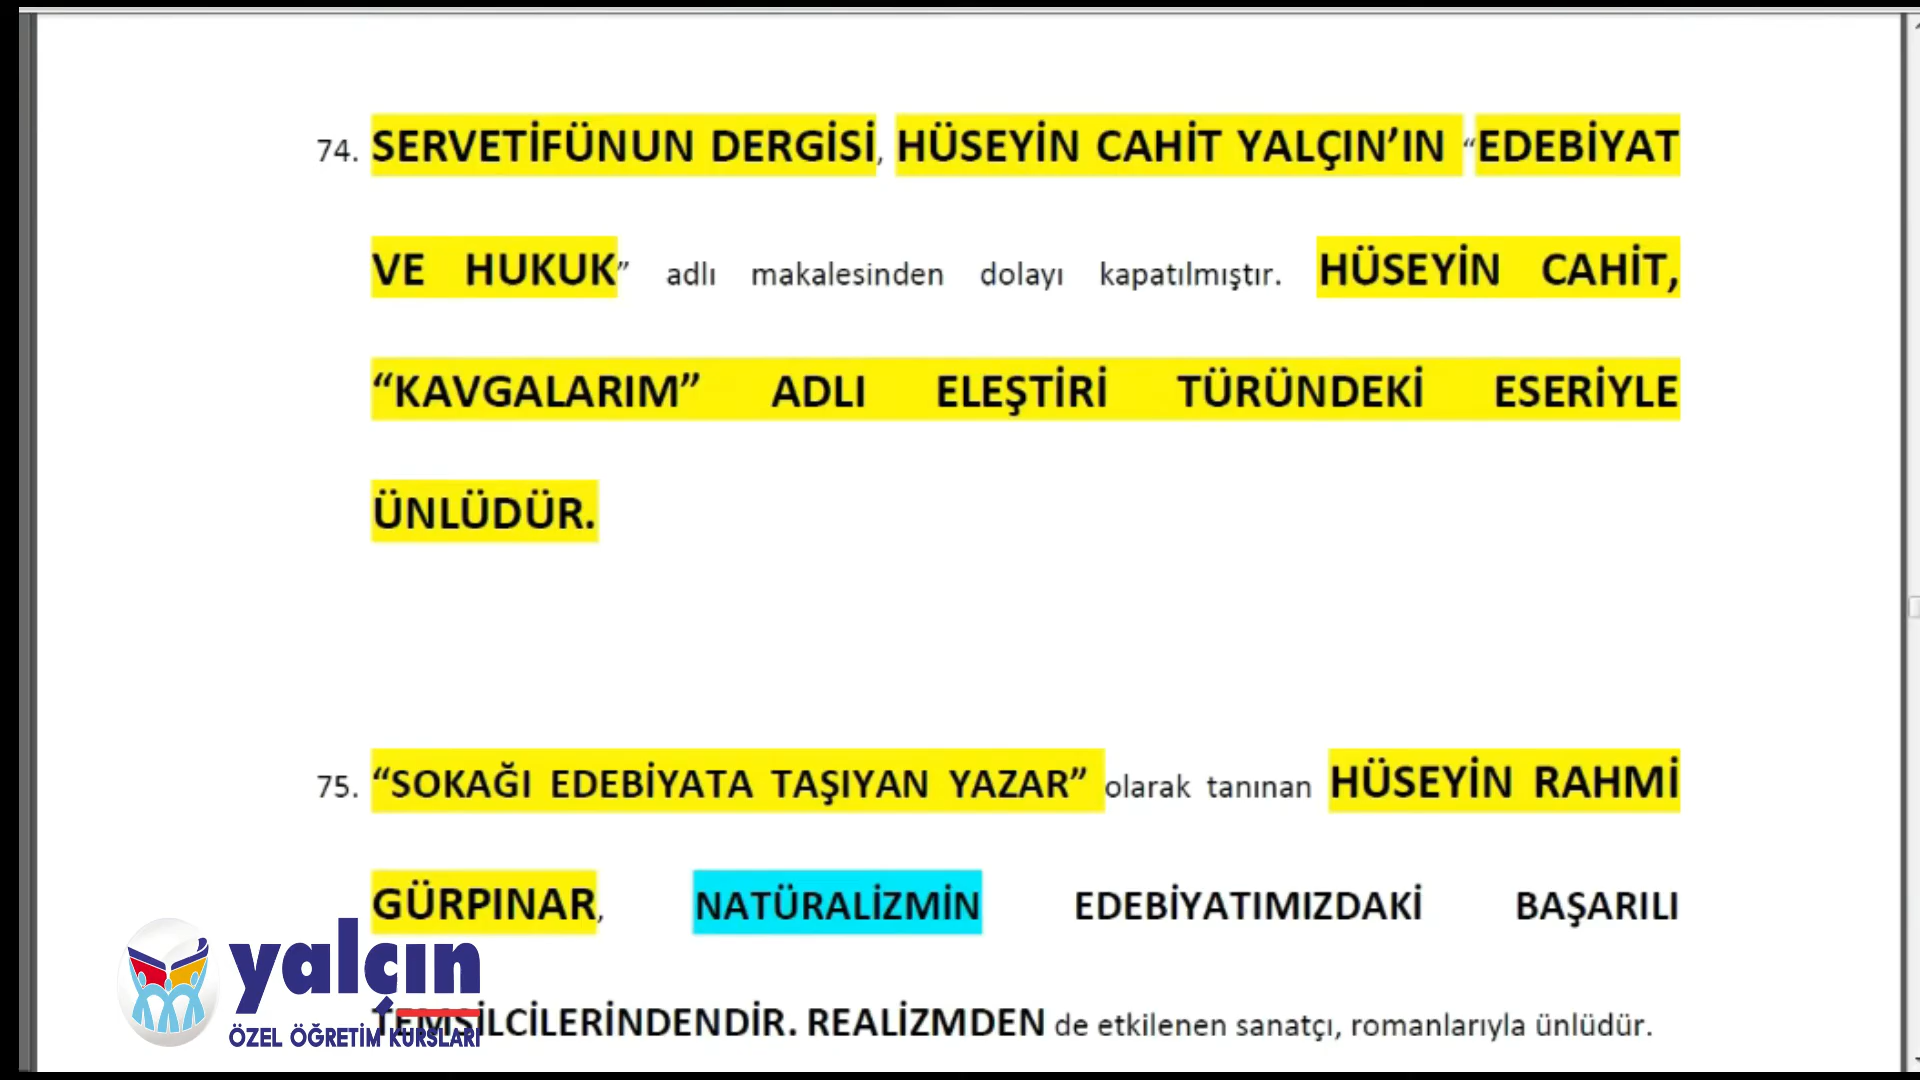 74. SERVETİFÜNUN DERGİSİ, HÜSEYİN CAHİT YALÇIN’IN “EDEBİYAT
VE HUKUK” adlı makalesinden dolayı kapatılmıştır. HÜSEYİN CAHİT,
“KAVGALARIM” ADLI ELEŞTİRİ TÜRÜNDEKİ ESERİYLE
ÜNLÜDÜR.
75. “SOKAĞI EDEBİYATA TAŞIYAN YAZAR” olarak tanınan HÜSEYİN RAHMİ
GÜRPINAR, NATÜRALİZMİN EDEBİYATIMIZDAKİ BAŞARILI
TEMSİLCİLERİNDENDİR. REALİZMDEN de etkilenen sanatçı, romanlarıyla ünlüdür.
yalçın
ÖZEL ÖĞRETİM KURSLARI